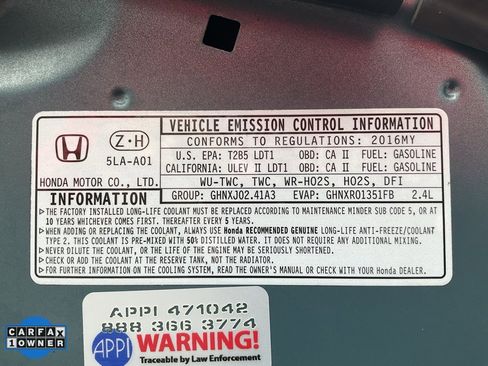 VEHICLE EMISSION CONTROL INFORMATION
Z·H
5LA-A01
HONDA MOTOR CO., LTD.
CONFORMS TO REGULATIONS: 2016MY
U.S. EPA: T2B5 LDT1 OBD: CA II FUEL: GASOLINE
CALIFORNIA: ULEV II LDT1 OBD: CA II FUEL: GASOLINE
WU-TWC, TWC, WR-HO2S, HO2S, DFI
GROUP: GHNXJ02.41A3 EVAP: GHNXR01351FB 2.4L
INFORMATION
▷THE FACTORY INSTALLED LONG-LIFE COOLANT MUST BE REPLACED ACCORDING TO MAINTENANCE MINDER SUB CODE 5, OR AT
10 YEARS WHICHEVER COMES FIRST. THEREAFTER EVERY 5 YEARS.
▷WHEN ADDING OR REPLACING THE COOLANT, ALWAYS USE Honda RECOMMENDED GENUINE LONG-LIFE ANTI-FREEZE/COOLANT
TYPE 2. THIS COOLANT IS PRE-MIXED WITH 50% DISTILLED WATER. IT DOES NOT REQUIRE ANY ADDITIONAL MIXING.
▷NEVER DILUTE COOLANT, OR THE LIFE OF THE ENGINE MAY BE SERIOUSLY SHORTENED.
▷CHECK OR ADD COOLANT AT THE RESERVE TANK, NOT THE RADIATOR.
▷FOR FURTHER INFORMATION ON THE COOLING SYSTEM, READ THE OWNER'S MANUAL OR CHECK WITH Honda DEALER.
APPI 471042
888 366 3774
APPI WARNING!
Traceable by Law Enforcement
CARFAX
1 OWNER